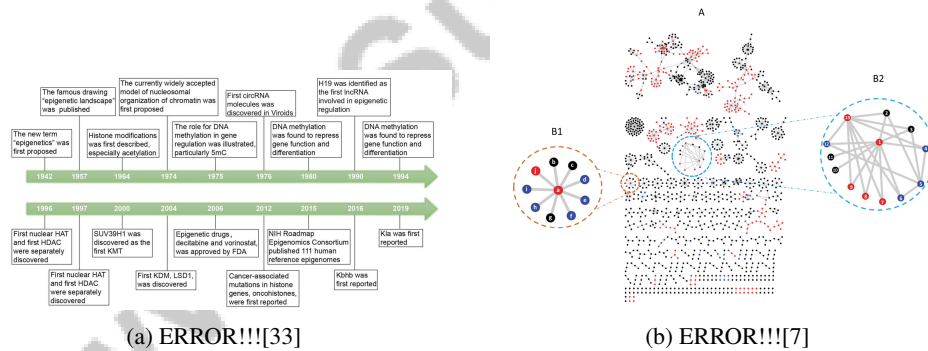 A
B1
B2
The famous drawing
"epigenetic landscape"
was published
The currently widely accepted
model of nucleosomal
organization of chromatin was
first proposed
First circRNA
molecules was
discovered in Viroids
H19 was identified as
the first lncRNA
involved in epigenetic
regulation
The new term
"epigenetics" was
first proposed
Histone modifications
was first described,
especially acetylation
The role for DNA
methylation in gene
regulation was illustrated,
particularly 5mC
DNA methylation
was found to repress
gene function and
differentiation
DNA methylation
was found to repress
gene function and
differentiation
1942 1957 1964 1974 1975 1976 1980 1990 1994
1996 1997 2000 2004 2006 2012 2015 2016 2019
First nuclear HAT
and first HDAC
were separately
discovered
SUV39H1 was
discovered as the
first KMT
Epigenetic drugs,
decitabine and vorinostat,
was approved by FDA
NIH Roadmap
Epigenomics Consortium
published 111 human
reference epigenomes
Kla was first
reported
First nuclear HAT
and first HDAC
were separately
discovered
First KDM, LSD1,
was discovered
Cancer-associated
mutations in histone
genes, oncohistones,
were first reported
Kbhb was
first reported
a
b
c
d
e
f
g
h
i
j
1
2
(a) ERROR!!![33]
(b) ERROR!!![7]